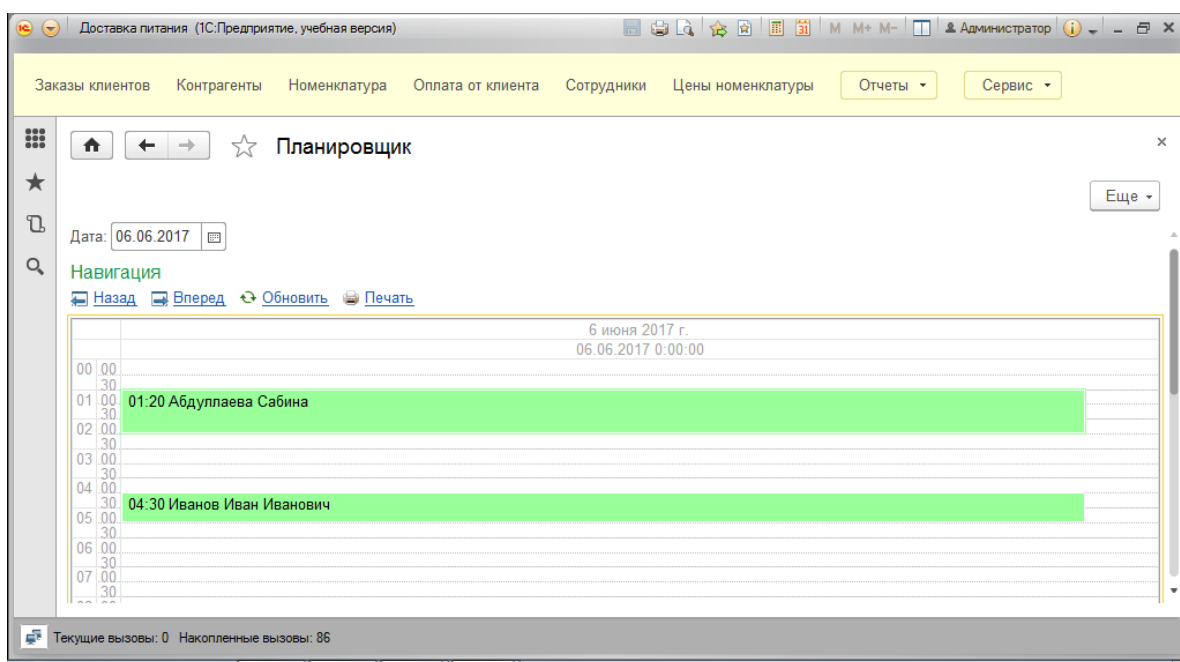 1С Доставка питания (1С:Предприятие, учебная версия) 31 M M+ M- Администратор
Заказы клиентов Контрагенты Номенклатура Оплата от клиента Сотрудники Цены номенклатуры Отчеты Сервис
Планировщик
Еще
Дата: 06.06.2017
Навигация
Назад Вперед Обновить Печать
6 июня 2017 г.
06.06.2017 0:00:00
00 00
30
01 00 01:20 Абдуллаева Сабина
30
02 00
30
03 00
30
04 00
30 04:30 Иванов Иван Иванович
05 00
30
06 00
30
07 00
30
Текущие вызовы: 0 Накопленные вызовы: 86